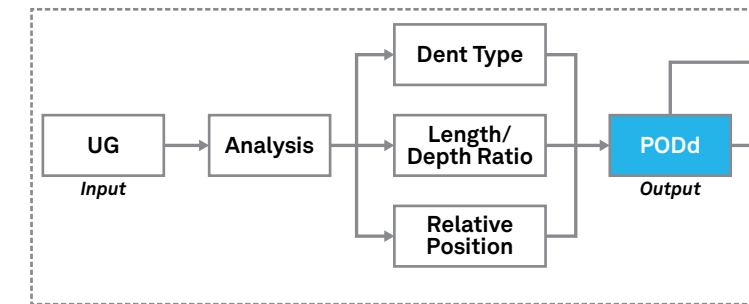 Dent Type
UG
Input
Analysis
Length/
Depth Ratio
PODd
Output
Relative
Position